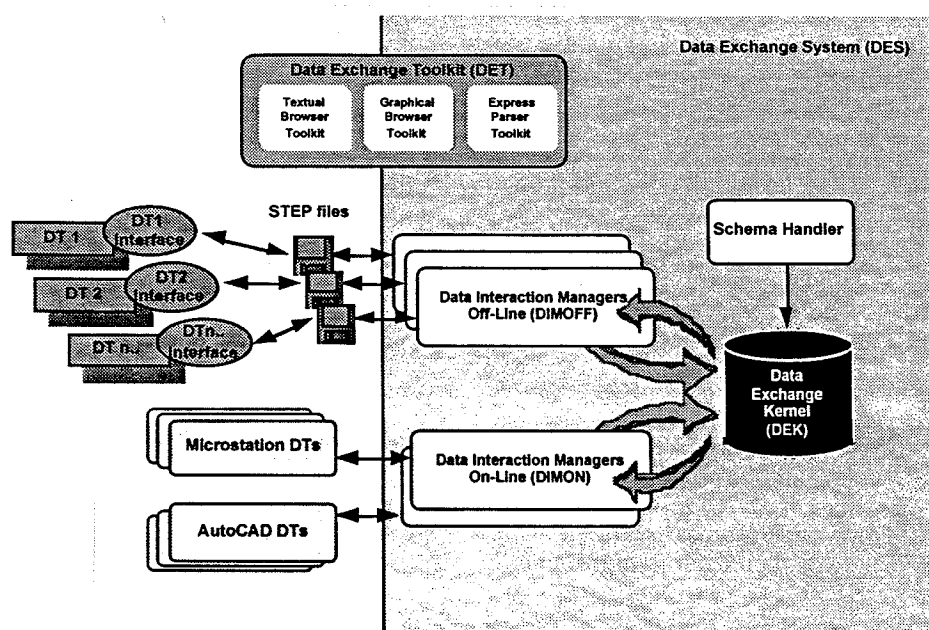 Data Exchange System (DES)
Data Exchange Toolkit (DET)
Textual
Browser
Toolkit
Graphical
Browser
Toolkit
Express
Parser
Toolkit
STEP files
DT 1
DT1
Interface
DT 2
DT2
Interface
DT n..
DTn..
Interface
Schema Handler
Data Interaction Managers
Off-Line (DIMOFF)
Data
Exchange
Kernel
(DEK)
Microstation DTs
Data Interaction Managers
On-Line (DIMON)
AutoCAD DTs